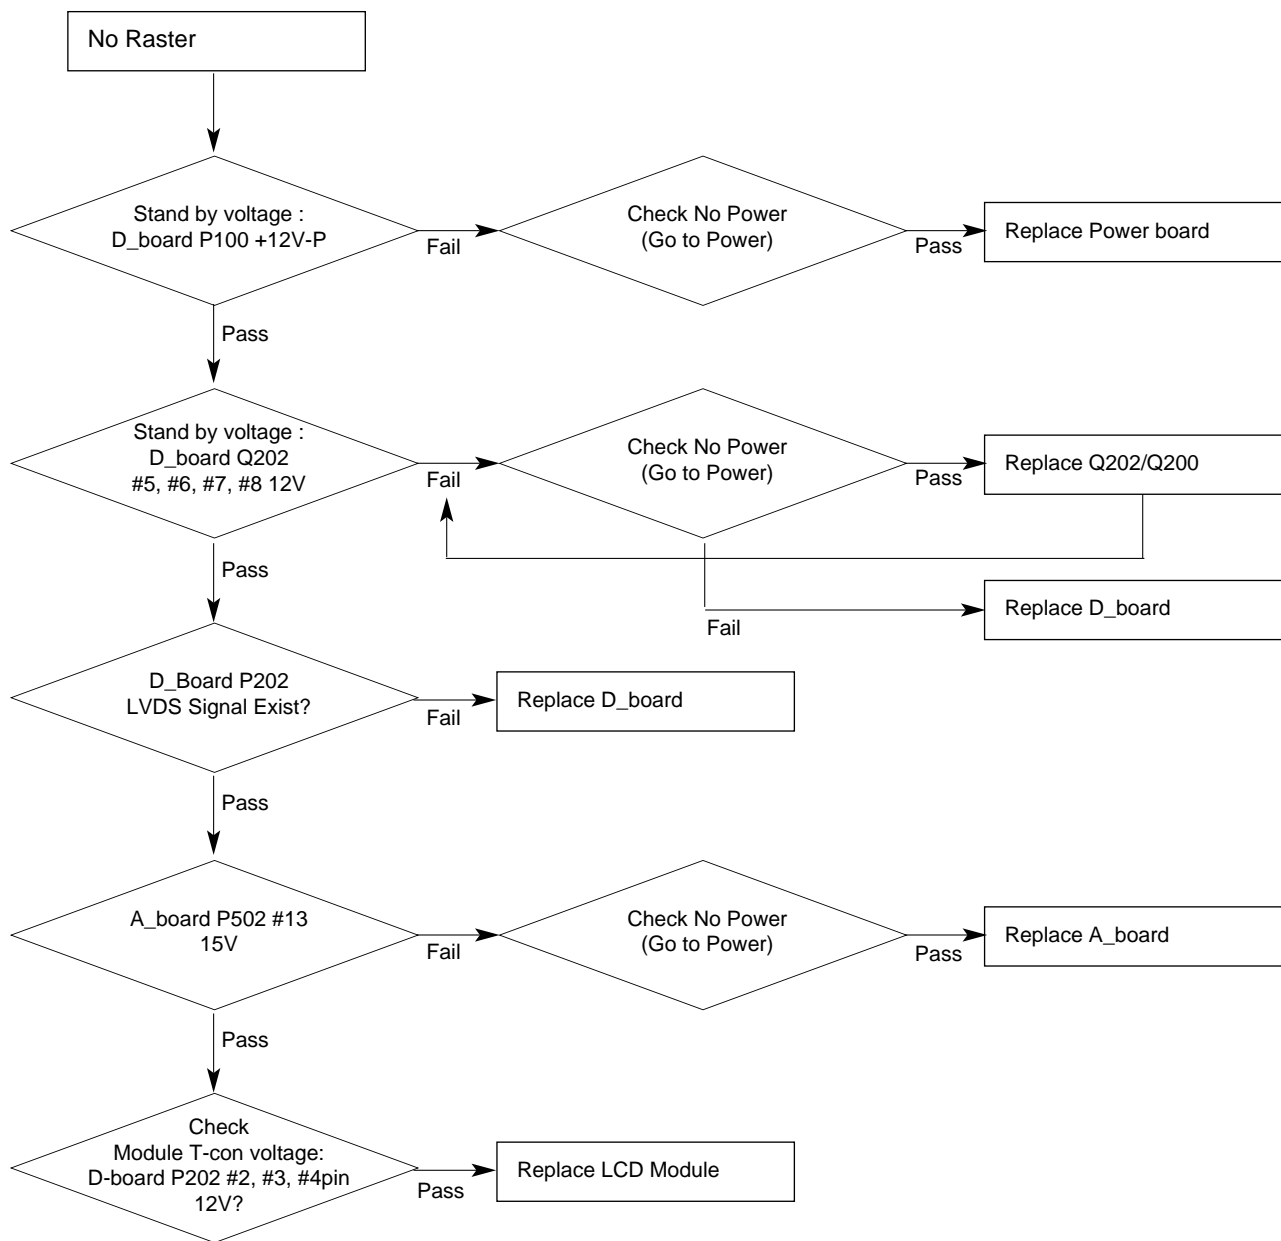 No Raster
Stand by voltage :
D_board P100 +12V-P
Fail
Check No Power
(Go to Power)
Pass
Replace Power board
Pass
Stand by voltage :
D_board Q202
#5, #6, #7, #8 12V
Fail
Check No Power
(Go to Power)
Pass
Replace Q202/Q200
Pass
Fail
Replace D_board
D_Board P202
LVDS Signal Exist?
Fail
Replace D_board
Pass
A_board P502 #13
15V
Fail
Check No Power
(Go to Power)
Pass
Replace A_board
Pass
Check
Module T-con voltage:
D-board P202 #2, #3, #4pin
12V?
Pass
Replace LCD Module